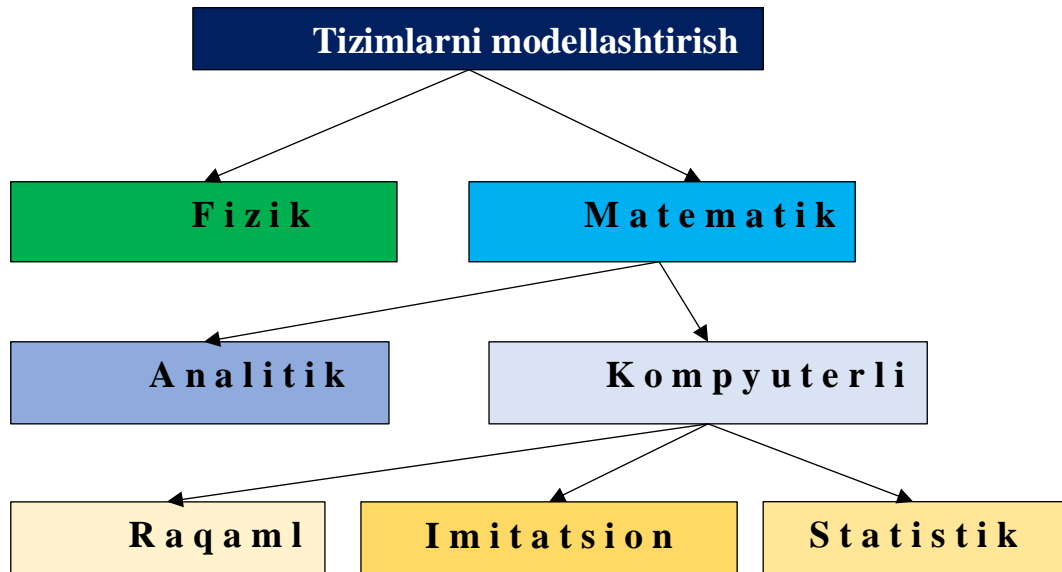 Tizimlarni modellashtirish
Fizik
Matematik
Analitik
Kompyuterli
Raqaml
Imitatsion
Statistik